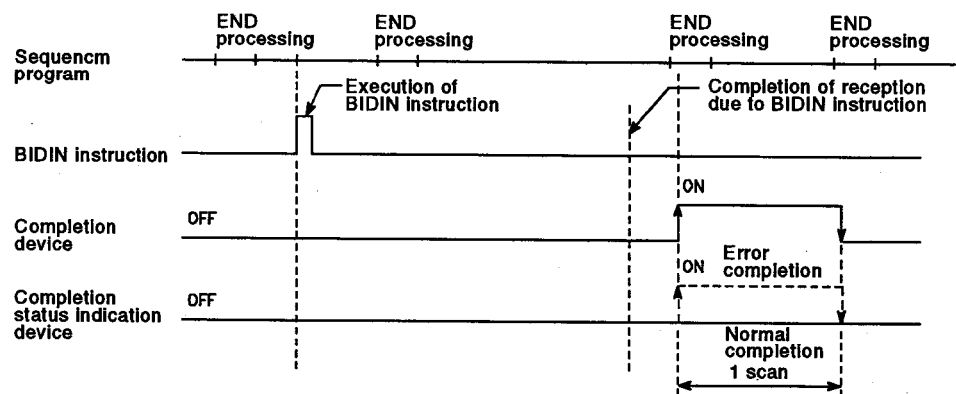 END
processing
END
processing
END
processing
END
processing
Sequencm
program
Execution of
BIDIN instruction
Completion of reception
due to BIDIN instruction
BIDIN instruction
ON
OFF
Completion
device
Error
completion
ON
OFF
Completion
status indication
device
Normal
completion
1 scan